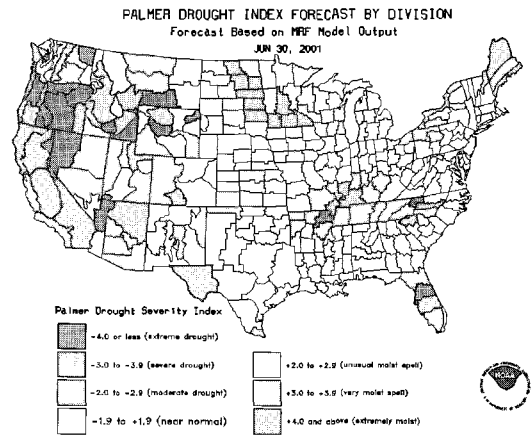 PALMER DROUGHT INDEX FORECAST BY DIVISION
Forecast Based on MRF Model Output
JUN 30, 2001
Palmer Drought Severity Index
-4.0 or less (extreme drought)
-3.0 to -3.9 (severe drought)
-2.0 to -2.9 (moderate drought)
-1.9 to +1.9 (near normal)
+2.0 to +2.9 (unusual moist spell)
+3.0 to +3.9 (very moist spell)
+4.0 and above (extremely moist)
NOAA